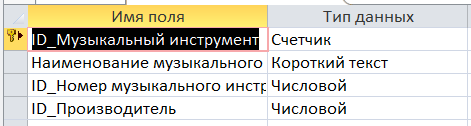 Имя поля Тип данных
ID_Музыкальный инструмент Счетчик
Наименование музыкального Короткий текст
ID_Номер музыкального инстр Числовой
ID_Производитель Числовой